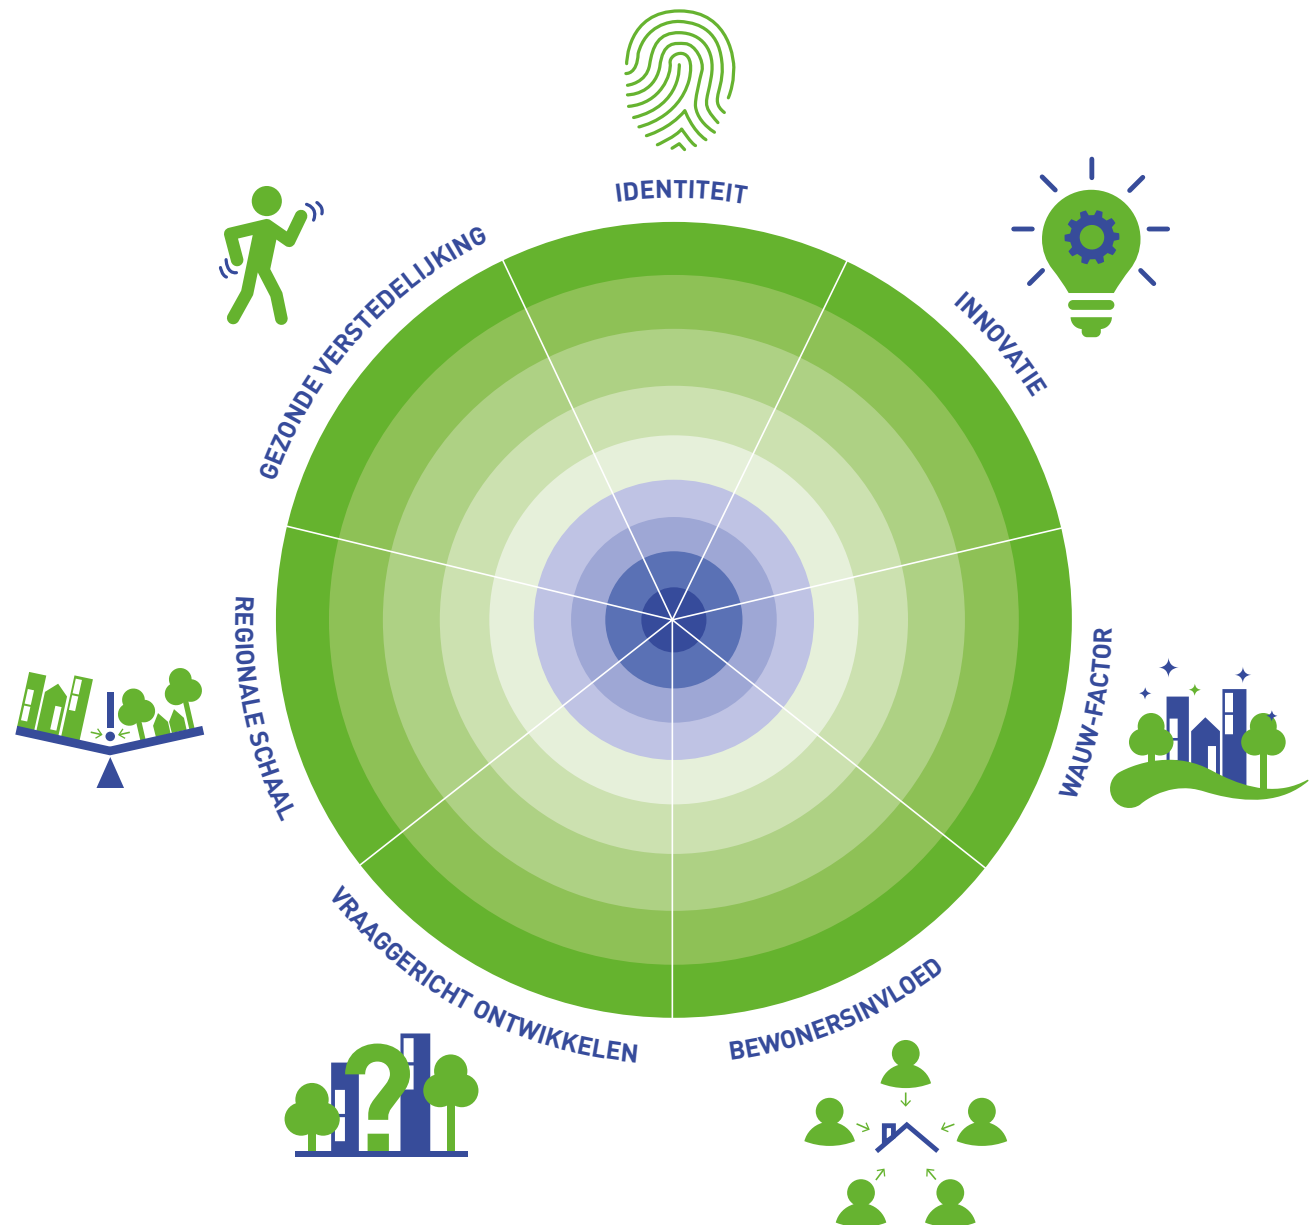 IDENTITEIT
INNOVATIE
WAUW-FACTOR
BEWONERSINVLOED
VRAAGGERICHT ONTWIKKELEN
REGIONALE SCHAAL
GEZONDE VERSTEDELIJKING
?